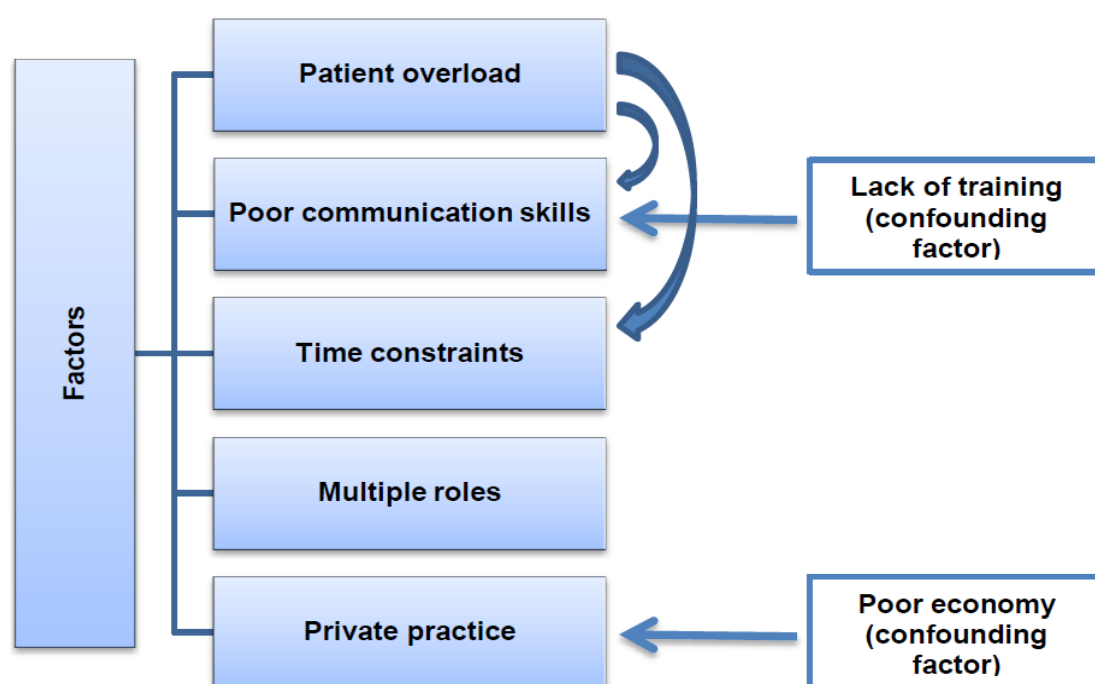 Factors
Patient overload
Poor communication skills
Time constraints
Multiple roles
Private practice
Lack of training
(confounding
factor)
Poor economy
(confounding
factor)